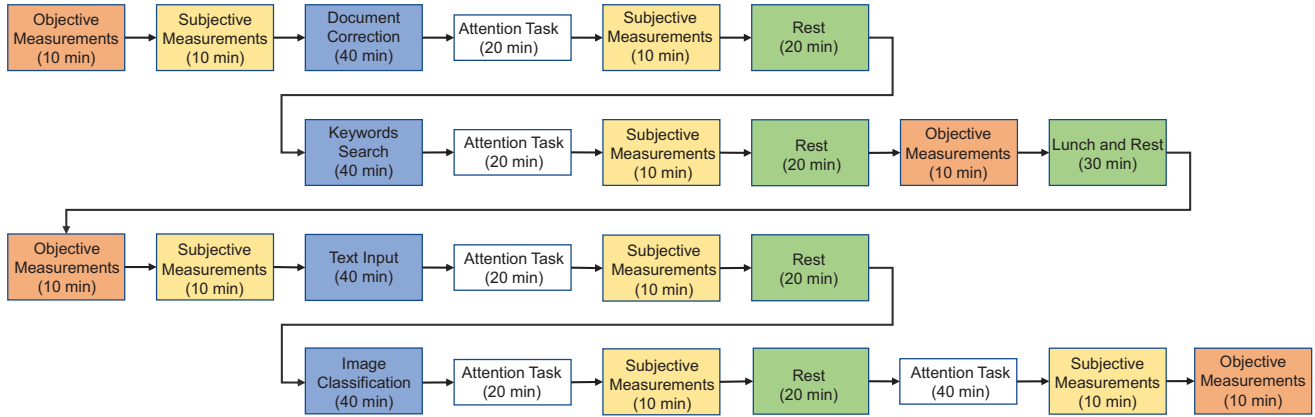 Objective
Measurements
(10 min)
Subjective
Measurements
(10 min)
Document
Correction
(40 min)
Attention Task
(20 min)
Subjective
Measurements
(10 min)
Rest
(20 min)
Keywords
Search
(40 min)
Attention Task
(20 min)
Subjective
Measurements
(10 min)
Rest
(20 min)
Objective
Measurements
(10 min)
Lunch and Rest
(30 min)
Objective
Measurements
(10 min)
Subjective
Measurements
(10 min)
Text Input
(40 min)
Attention Task
(20 min)
Subjective
Measurements
(10 min)
Rest
(20 min)
Image
Classification
(40 min)
Attention Task
(20 min)
Subjective
Measurements
(10 min)
Rest
(20 min)
Attention Task
(40 min)
Subjective
Measurements
(10 min)
Objective
Measurements
(10 min)